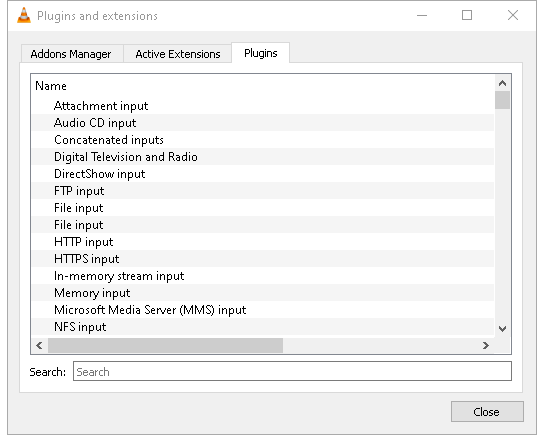 Plugins and extensions
Addons Manager Active Extensions Plugins
Name
Attachment input
Audio CD input
Concatenated inputs
Digital Television and Radio
DirectShow input
FTP input
File input
File input
HTTP input
HTTPS input
In-memory stream input
Memory input
Microsoft Media Server (MMS) input
NFS input
Search: Search
Close